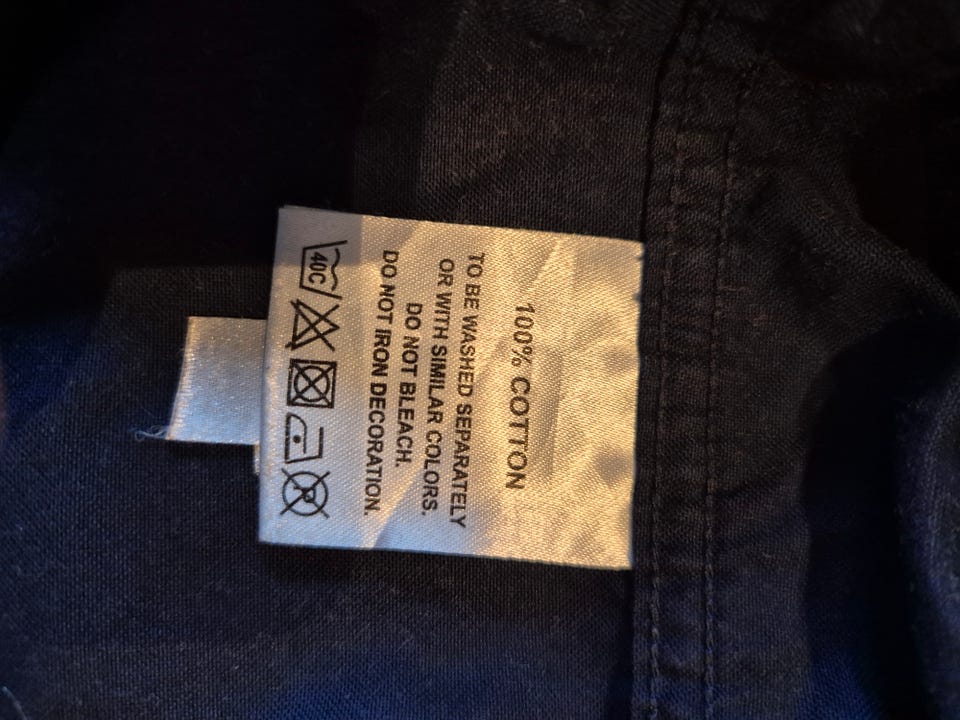 100% COTTON
TO BE WASHED SEPARATELY
OR WITH SIMILAR COLORS.
DO NOT BLEACH.
DO NOT IRON DECORATION.
40C
P